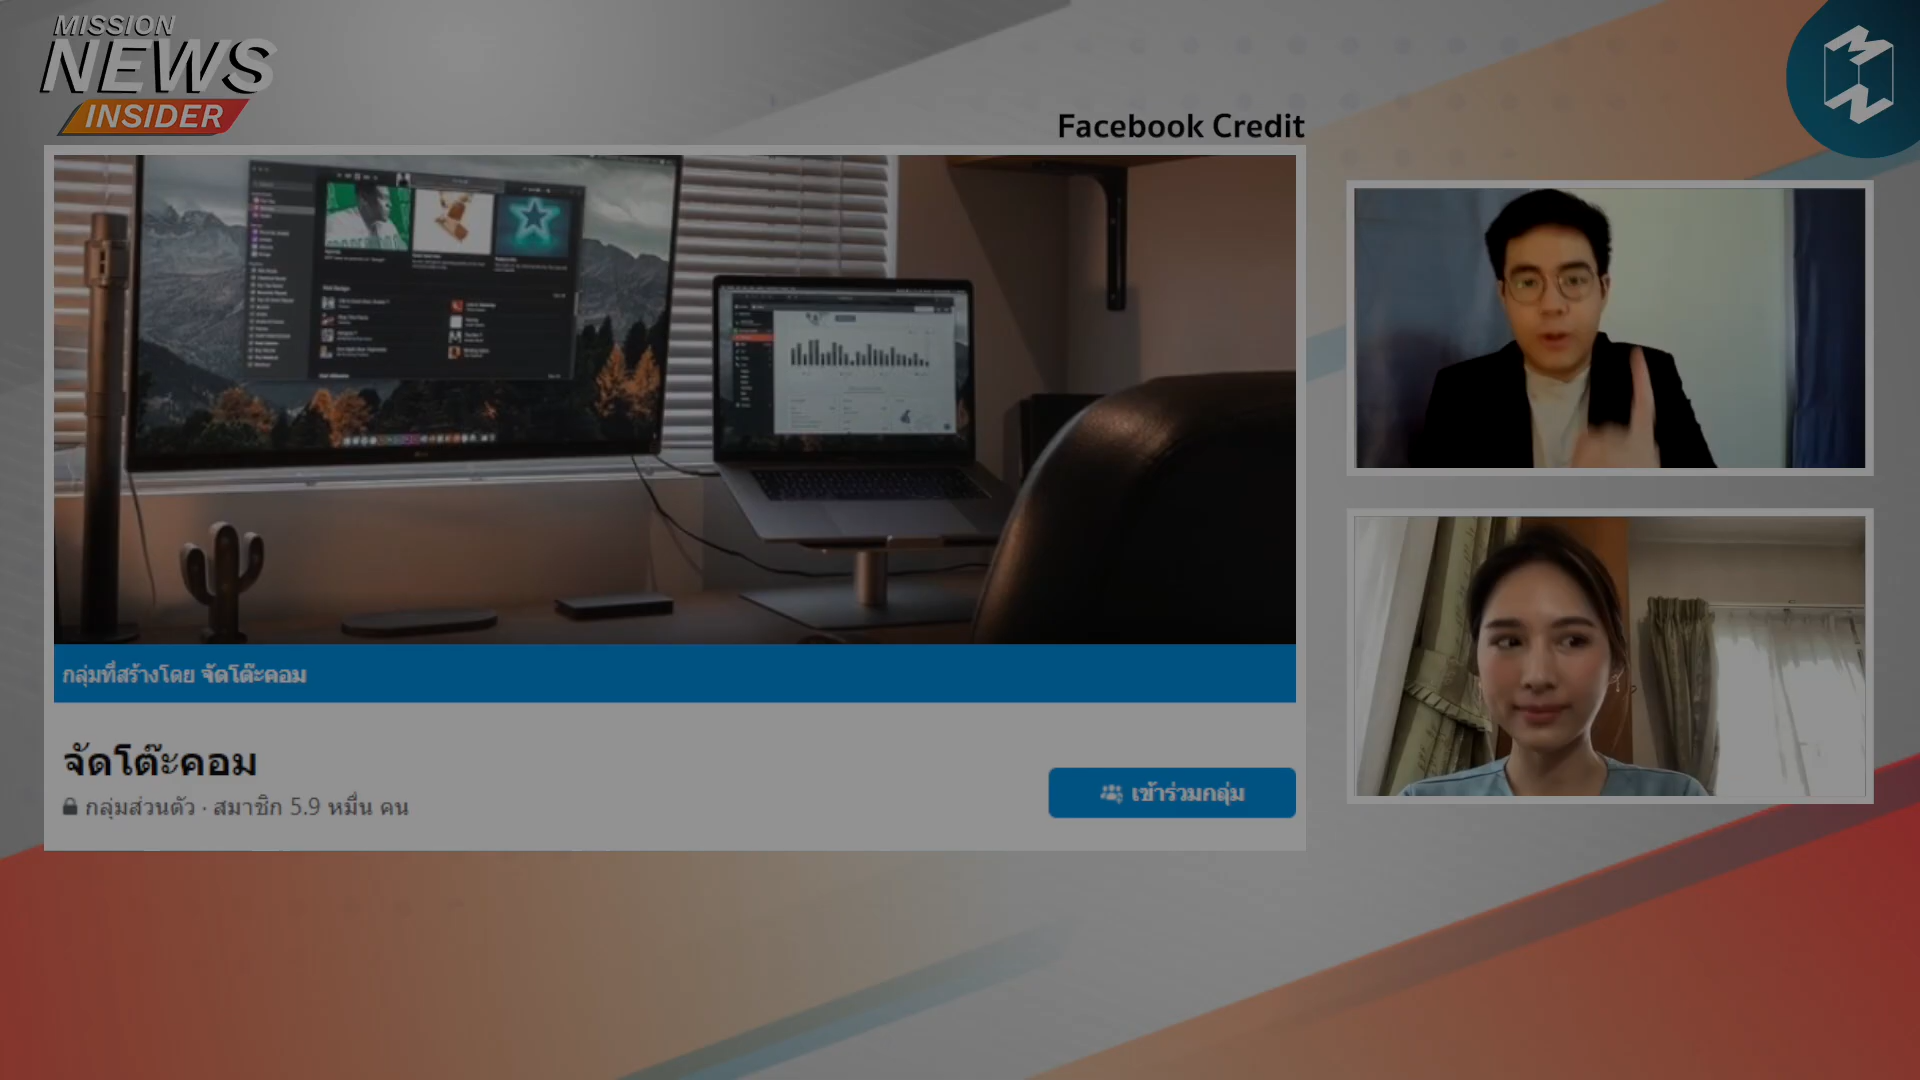 MISSION
NEWS
INSIDER
Facebook Credit
กลุ่มที่สร้างโดย จัดโต๊ะคอม
จัดโต๊ะคอม
กลุ่มส่วนตัว · สมาชิก 5.9 หมื่น คน
เข้าร่วมกลุ่ม